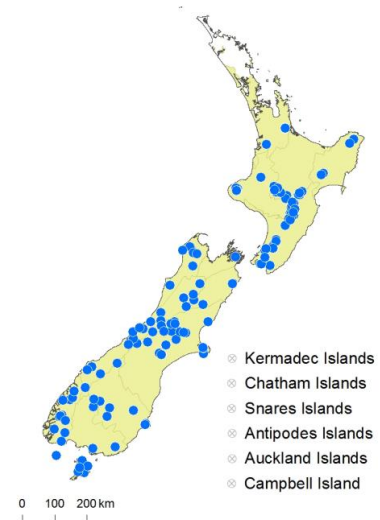 Kermadec Islands
Chatham Islands
Snares Islands
Antipodes Islands
Auckland Islands
Campbell Island
0 100 200 km